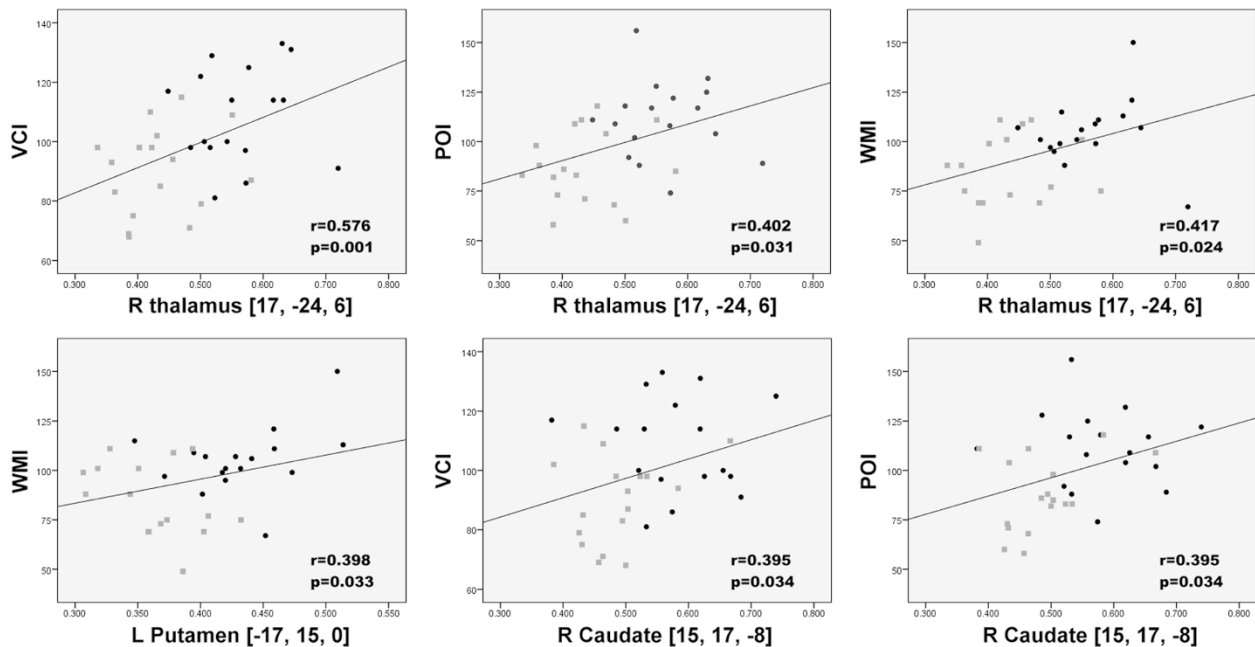 140
120
100
80
60
VCI
0.300 0.400 0.500 0.600 0.700 0.800
r=0.576
p=0.001
R thalamus [17, -24, 6]
150
125
100
75
50
POI
0.300 0.400 0.500 0.600 0.700 0.800
r=0.402
p=0.031
R thalamus [17, -24, 6]
150
125
100
75
50
WMI
0.300 0.400 0.500 0.600 0.700 0.800
r=0.417
p=0.024
R thalamus [17, -24, 6]
150
125
100
75
50
WMI
0.300 0.350 0.400 0.450 0.500 0.550
r=0.398
p=0.033
L Putamen [-17, 15, 0]
140
120
100
80
60
VCI
0.300 0.400 0.500 0.600 0.700 0.800
r=0.395
p=0.034
R Caudate [15, 17, -8]
150
125
100
75
50
POI
0.300 0.400 0.500 0.600 0.700 0.800
r=0.395
p=0.034
R Caudate [15, 17, -8]